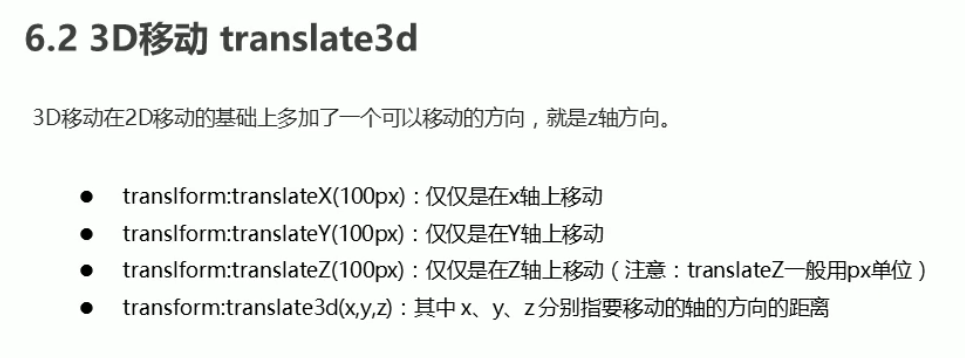 6.2 3D移动 translate3d
3D移动在2D移动的基础上多加了一个可以移动的方向，就是z轴方向。
● translform:translateX(100px)：仅仅是在x轴上移动
● translform:translateY(100px)：仅仅是在Y轴上移动
● translform:translateZ(100px)：仅仅是在Z轴上移动（注意：translateZ一般用px单位）
● transform:translate3d(x,y,z)：其中 x、y、z 分别指要移动的轴的方向的距离